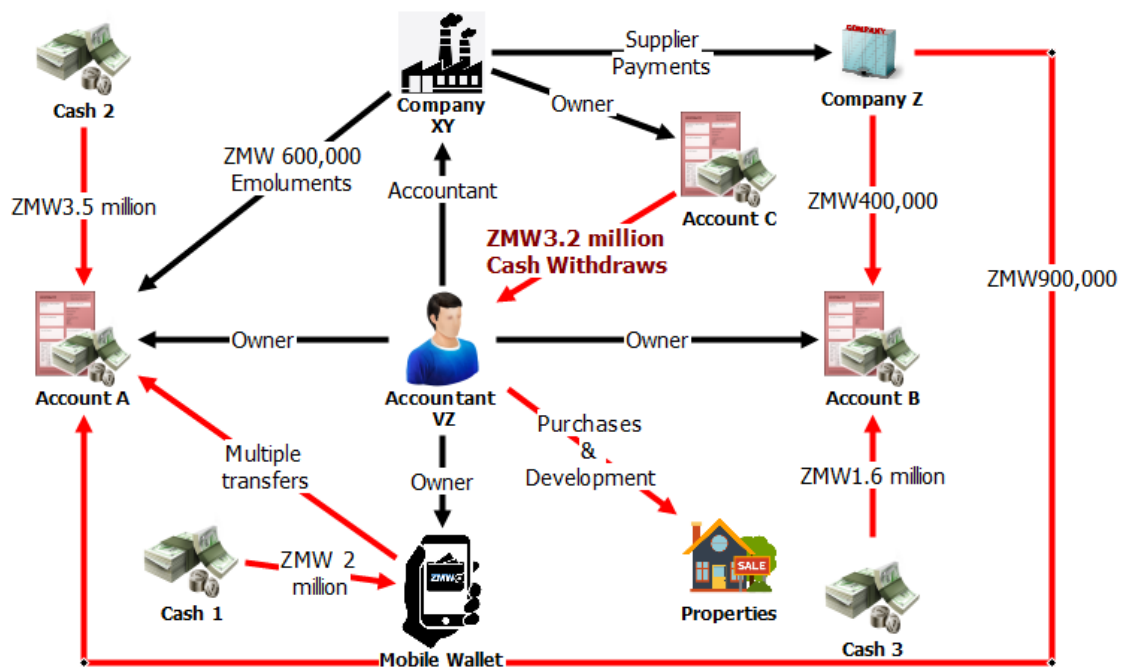 COMPANY
Supplier
Payments
Cash 2
Company
XY
Company Z
Owner
ZMW 600,000
Emoluments
Accountant
ZMW3.5 million
Account C
ZMW400,000
ZMW3.2 million
Cash Withdraws
ZMW900,000
Owner
Owner
Account A
Accountant
VZ
Account B
Purchases
&
Development
Multiple
transfers
Owner
ZMW1.6 million
ZMW 2
million
ZMW
SALE
Cash 1
Properties
Cash 3
Mobile Wallet